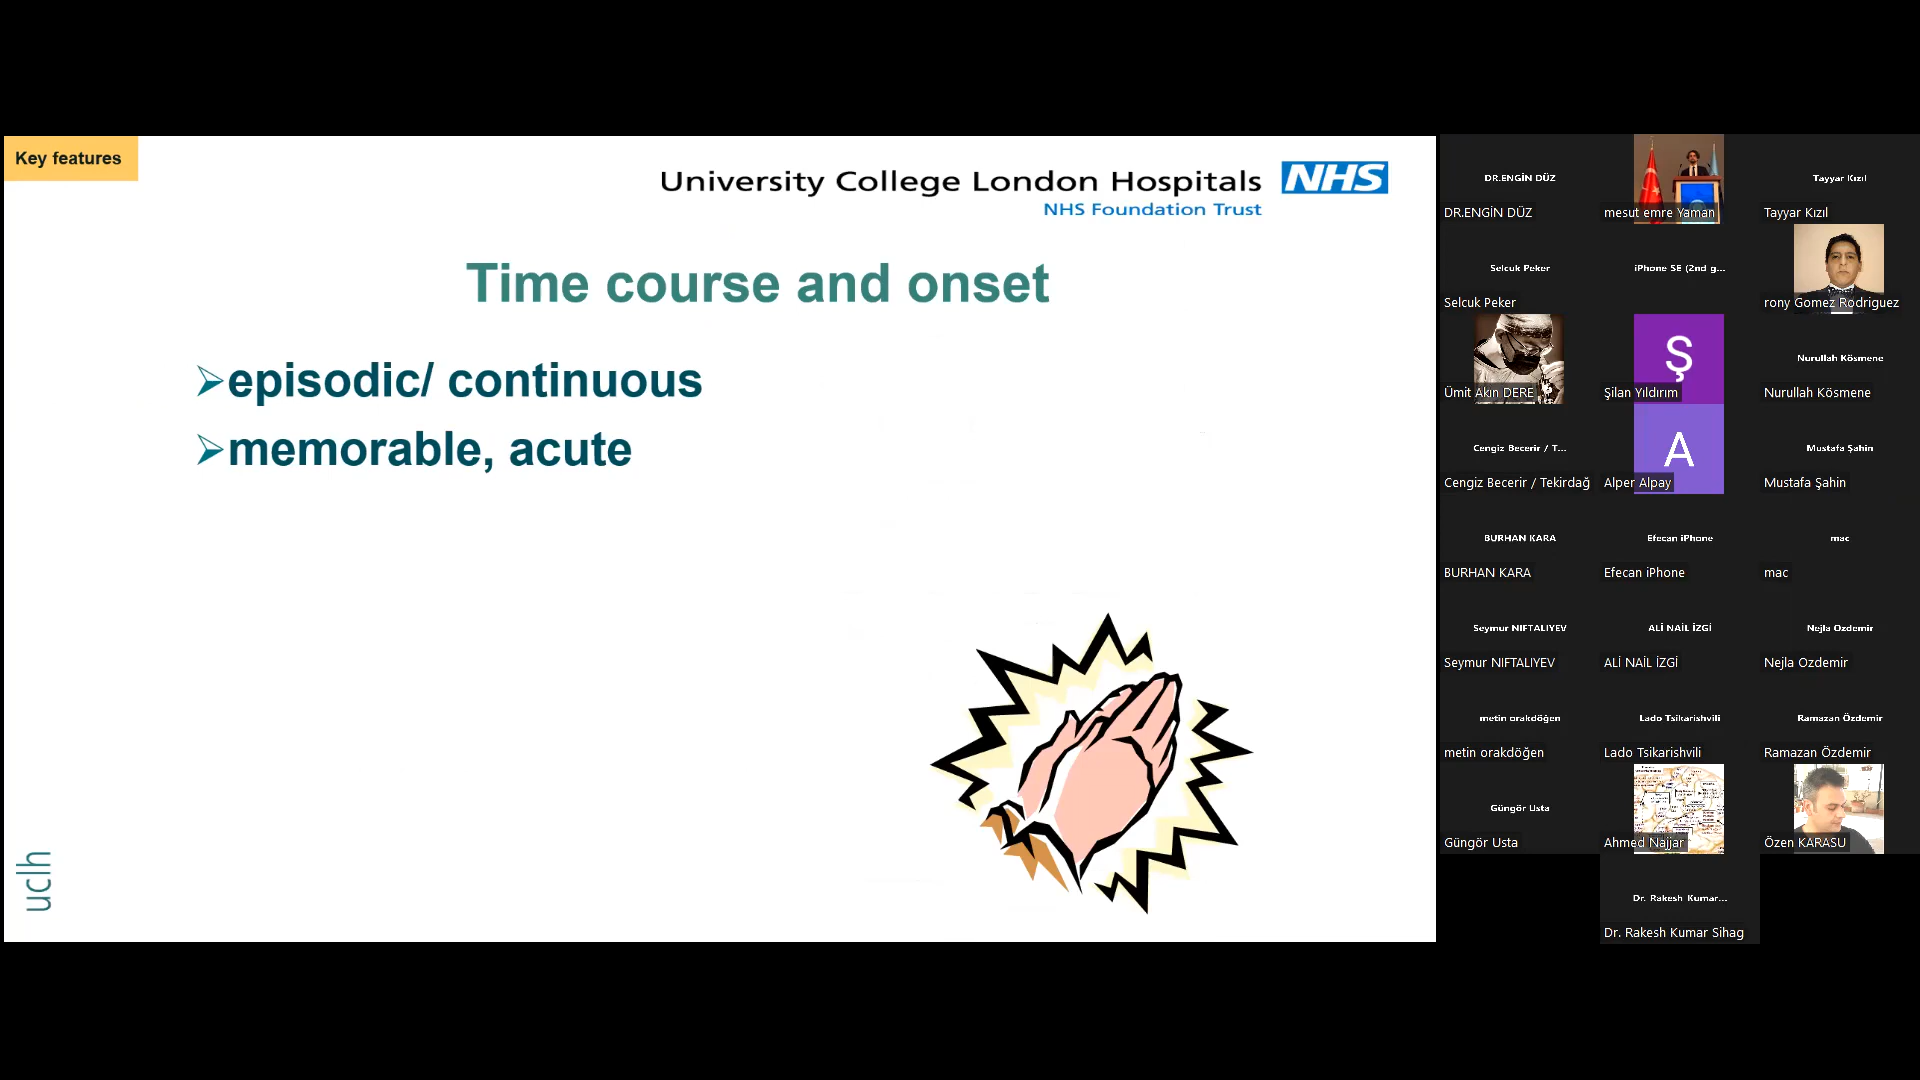 Key features
University College London Hospitals
NHS
NHS Foundation Trust
Time course and onset
➢episodic/ continuous
➢memorable, acute
uclh
DR.ENGİN DÜZ
DR.ENGİN DÜZ
mesut emre Yaman
Tayyar Kızıl
Tayyar Kızıl
Selcuk Peker
Selcuk Peker
iPhone SE (2nd g...
rony Gomez Rodriguez
Ümit Akın DERE
Ş
Şilan Yıldırım
Nurullah Kösmene
Nurullah Kösmene
Cengiz Becerir / T...
Cengiz Becerir / Tekirdağ
A
Alper Alpay
Mustafa Şahin
Mustafa Şahin
BURHAN KARA
BURHAN KARA
Efecan iPhone
Efecan iPhone
mac
mac
Seymur NIFTALIYEV
Seymur NIFTALIYEV
ALİ NAİL İZGİ
ALİ NAİL İZGİ
Nejla Ozdemir
Nejla Ozdemir
metin orakdöğen
metin orakdöğen
Lado Tsikarishvili
Lado Tsikarishvili
Ramazan Özdemir
Ramazan Özdemir
Güngör Usta
Güngör Usta
Ahmed Najjar
Özen KARASU
Dr. Rakesh Kumar...
Dr. Rakesh Kumar Sihag